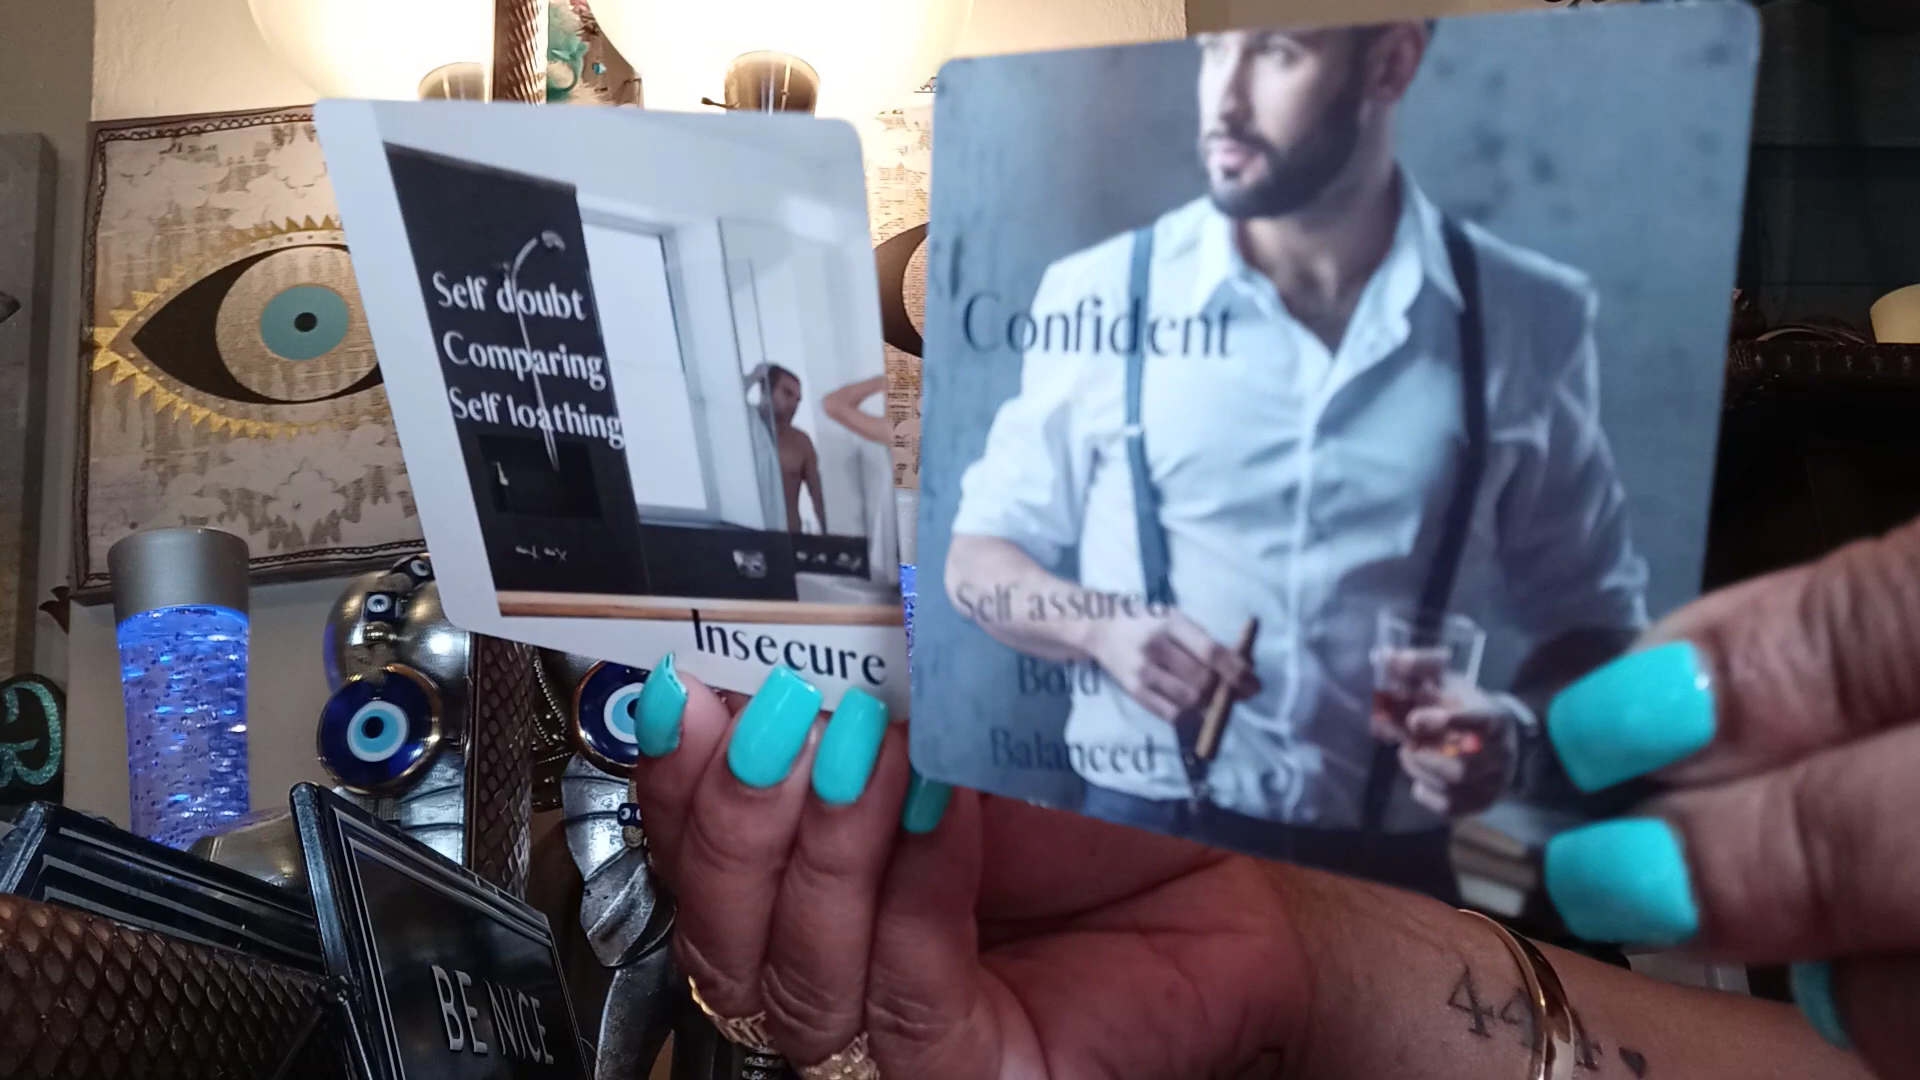 Self doubt
Comparing
Self loathing
Insecure
Confident
Self assured
Bold
Balanced
BE NICE